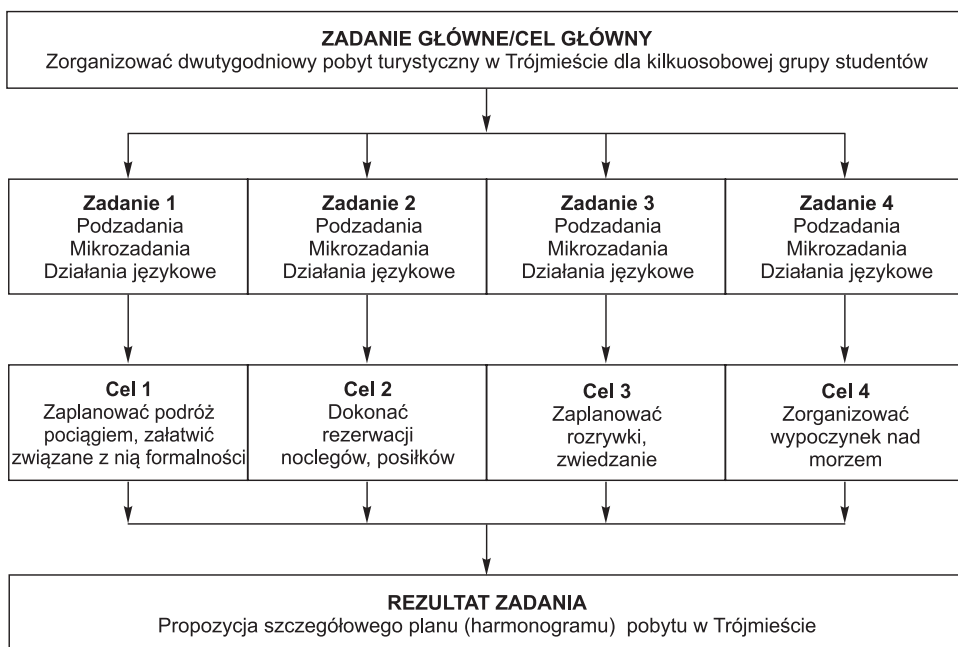 ZADANIE GŁÓWNE/CEL GŁÓWNY
Zorganizować dwutygodniowy pobyt turystyczny w Trójmieście dla kilkuosobowej grupy studentów
Zadanie 1
Podzadania
Mikrozadania
Działania językowe
Zadanie 2
Podzadania
Mikrozadania
Działania językowe
Zadanie 3
Podzadania
Mikrozadania
Działania językowe
Zadanie 4
Podzadania
Mikrozadania
Działania językowe
Cel 1
Zaplanować podróż
pociągiem, załatwić
związane z nią formalności
Cel 2
Dokonać
rezerwacji
noclegów, posiłków
Cel 3
Zaplanować
rozrywki,
zwiedzanie
Cel 4
Zorganizować
wypoczynek nad
morzem
REZULTAT ZADANIA
Propozycja szczegółowego planu (harmonogramu) pobytu w Trójmieście